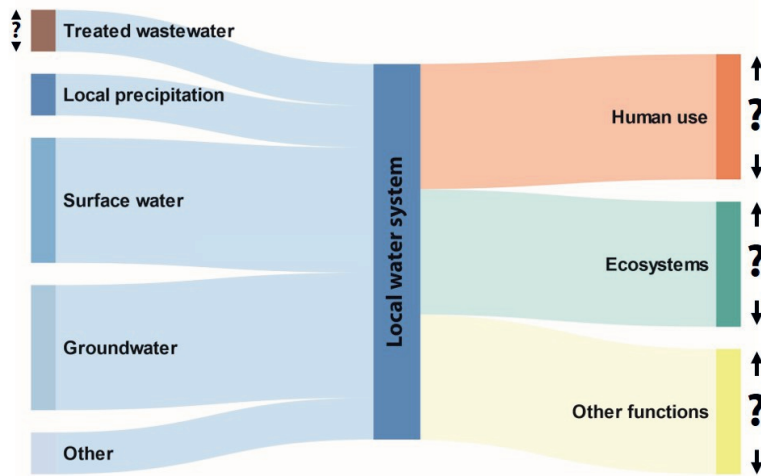 ?
Treated wastewater
Local precipitation
Surface water
Groundwater
Other
Local water system
Human use
?
Ecosystems
?
Other functions
?